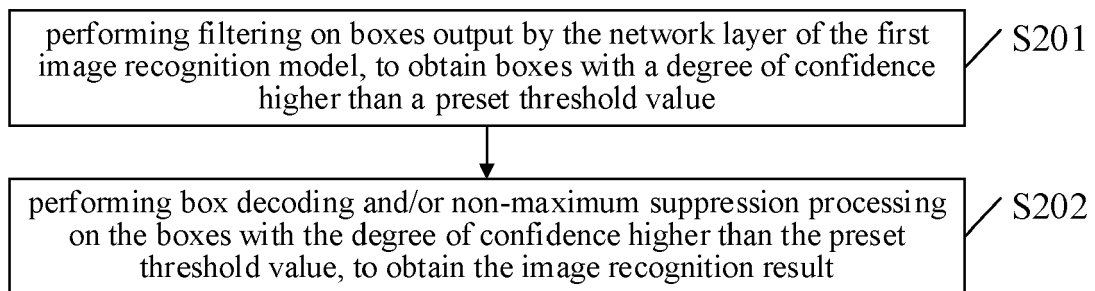 performing filtering on boxes output by the network layer of the first
image recognition model, to obtain boxes with a degree of confidence
higher than a preset threshold value
S201
performing box decoding and/or non-maximum suppression processing
on the boxes with the degree of confidence higher than the preset
threshold value, to obtain the image recognition result
S202